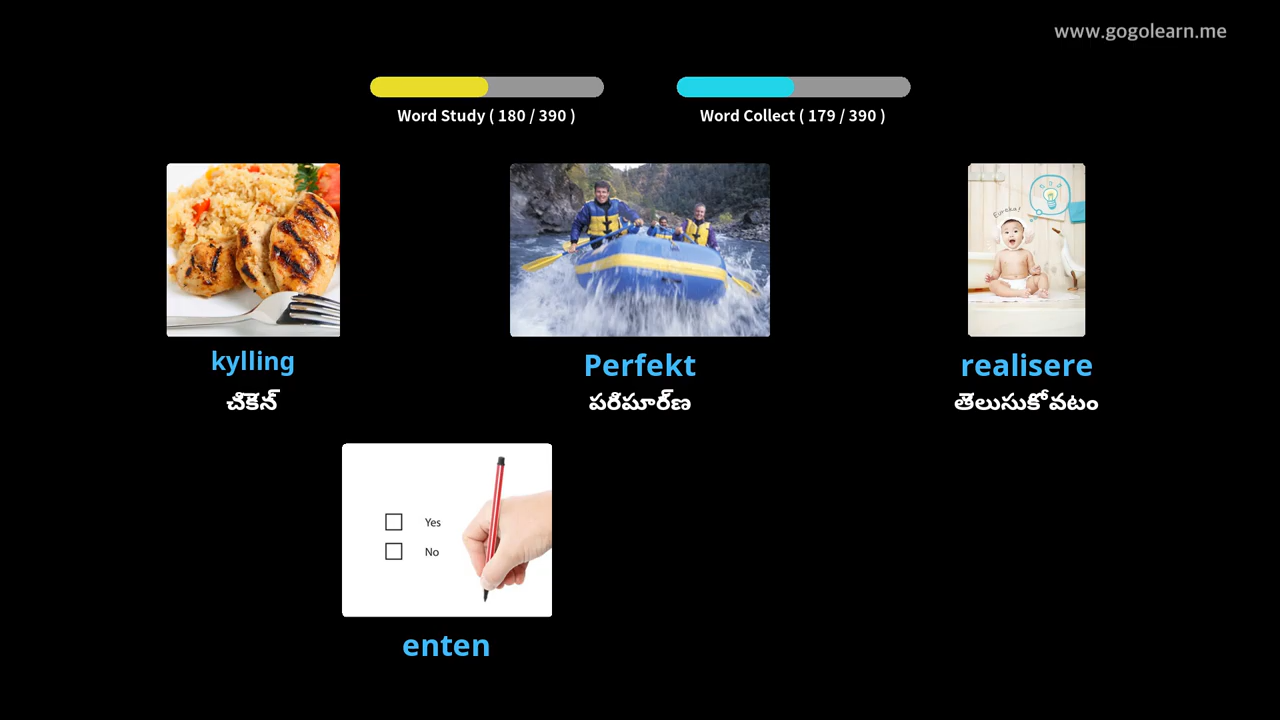 www.gogolearn.me
Word Study ( 180 / 390 )
Word Collect ( 179 / 390 )
Eureka!
kylling
Perfekt
realisere
చికెన్
పరిపూర్ణ
తెలుసుకోవటం
Yes
No
enten